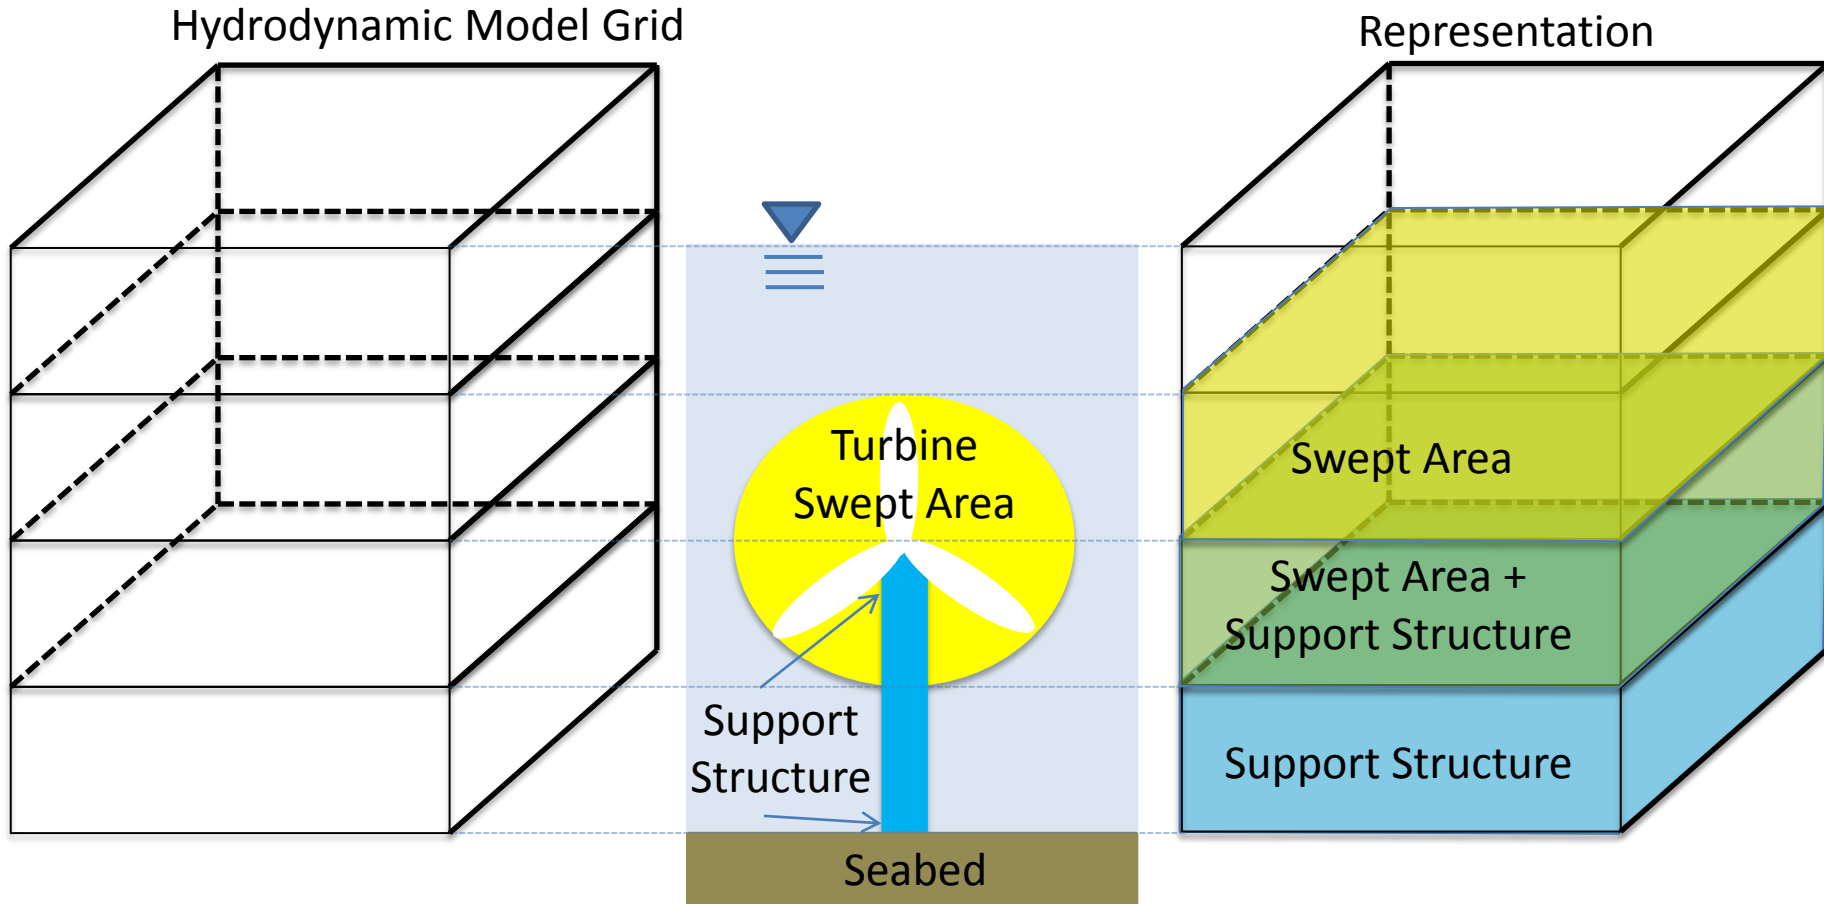 Hydrodynamic Model Grid
Representation
Turbine
Swept Area
Support
Structure
Seabed
Swept Area
Swept Area +
Support Structure
Support Structure